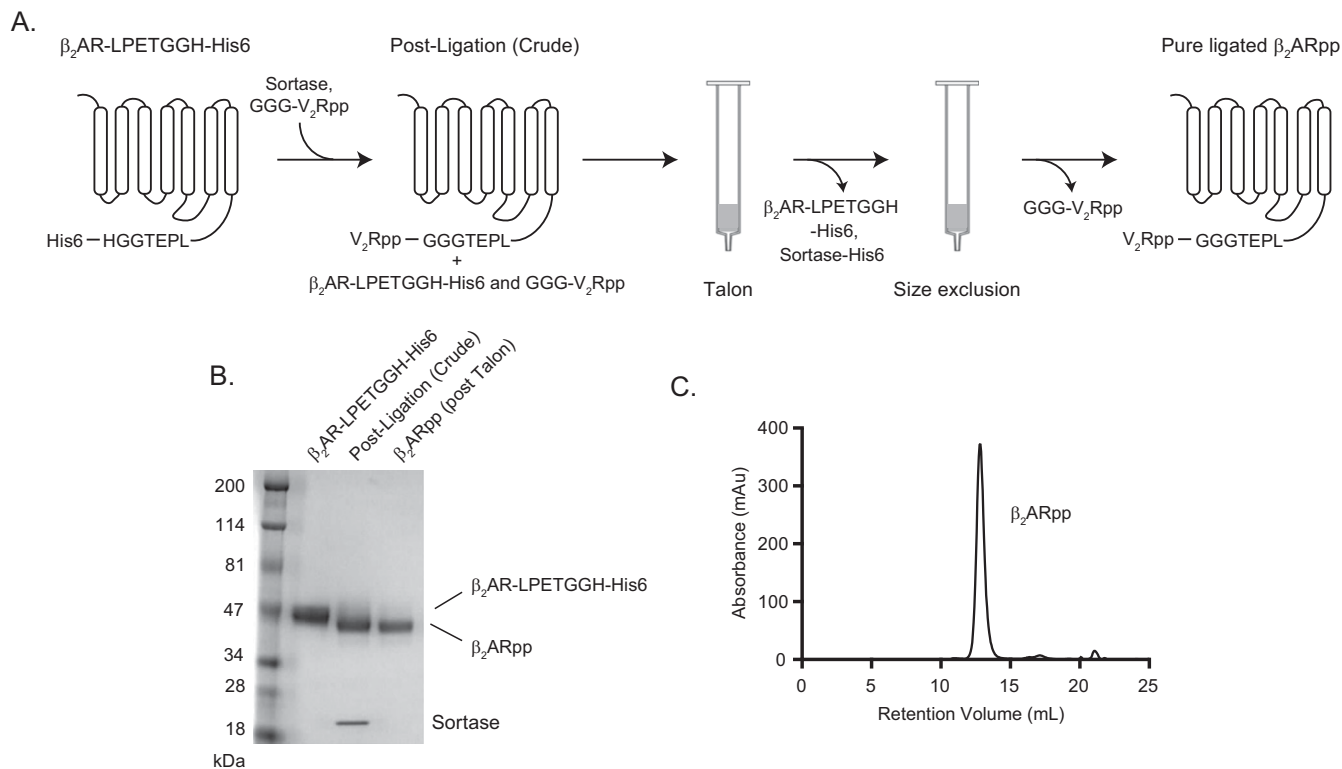 A.
β₂AR-LPETGGH-His6
Post-Ligation (Crude)
Pure ligated β₂ARpp
Sortase,
GGG-V₂Rpp
His6–HGGTEPL
V₂Rpp – GGGTEPL
+
β₂AR-LPETGGH-His6 and GGG-V₂Rpp
Talon
β₂AR-LPETGGH
-His6,
Sortase-His6
Size exclusion
GGG-V₂Rpp
V₂Rpp – GGGTEPL
B.
β₂AR-LPETGGH-His6
Post-Ligation (Crude)
β₂ARpp (post Talon)
200
114
81
47
34
28
18
kDa
β₂AR-LPETGGH-His6
β₂ARpp
Sortase
C.
Absorbance (mAu)
400
300
200
100
0
β₂ARpp
0 5 10 15 20 25
Retention Volume (mL)